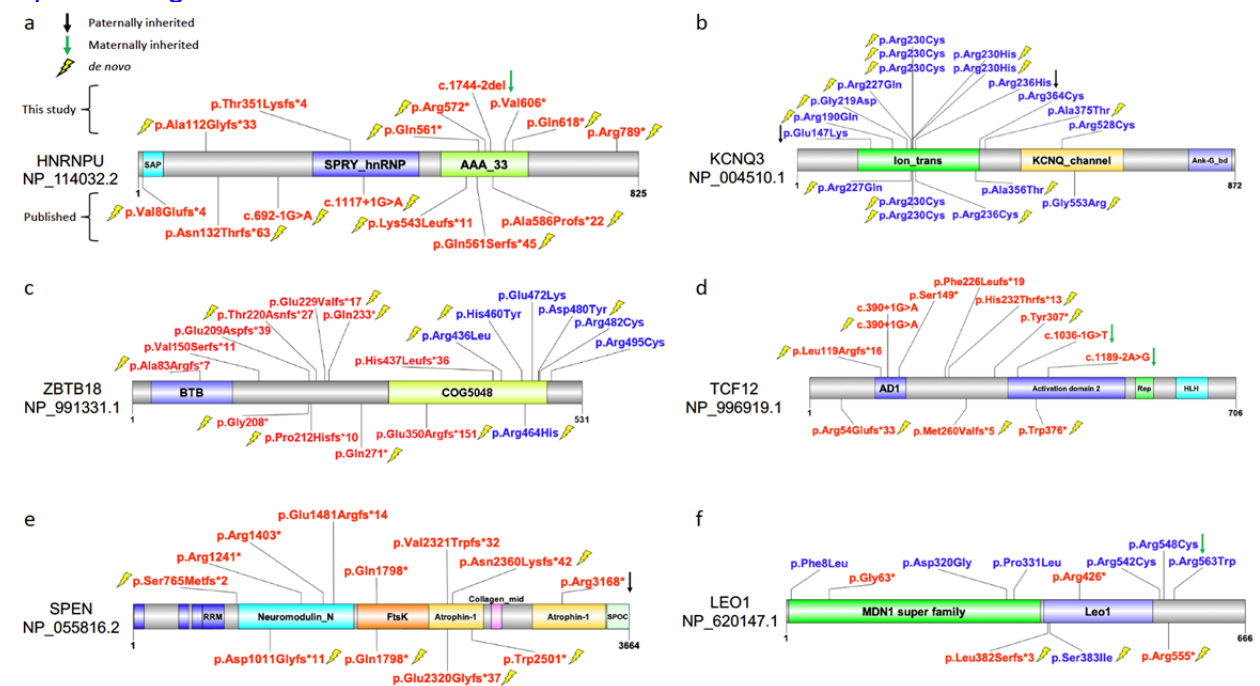 a
Paternally inherited
Maternally inherited
de novo
This study
Published
HNRNPU
NP_114032.2
c.1744-2del
p.Thr351Lysfs*4
p.Arg572*
p.Val606*
p.Ala112Glyfs*33
p.Gln561*
p.Gln618*
p.Arg789*
SAP
SPRY_hnRNP
AAA_33
1
825
p.Val8Glufs*4
c.692-1G>A
c.1117+1G>A
p.Asn132Thrfs*63
p.Lys543Leufs*11
p.Ala586Profs*22
p.Gln561Serfs*45
b
p.Arg230Cys
p.Arg230Cys
p.Arg230His
p.Arg230Cys
p.Arg230His
p.Arg227Gln
p.Arg236His
p.Gly219Asp
p.Arg364Cys
p.Arg190Gln
p.Ala375Thr
p.Glu147Lys
p.Arg528Cys
KCNQ3
NP_004510.1
Ion_trans
KCNQ_channel
Ank-G_bd
1
872
p.Arg227Gln
p.Ala356Thr
p.Arg230Cys
p.Gly553Arg
p.Arg230Cys
p.Arg236Cys
c
p.Glu229Valfs*17
p.Glu472Lys
p.Thr220Asnfs*27
p.Gln233*
p.His460Tyr
p.Asp480Tyr
p.Glu209Aspfs*39
p.Arg436Leu
p.Arg482Cys
p.Val150Serfs*11
p.His437Leufs*36
p.Arg495Cys
p.Ala83Argfs*7
ZBTB18
NP_991331.1
BTB
COG5048
1
531
p.Gly208*
p.Pro212Hisfs*10
p.Glu350Argfs*151
p.Arg464His
p.Gln271*
d
p.Phe226Leufs*19
p.Ser149*
p.His232Thrfs*13
c.390+1G>A
p.Tyr307*
c.390+1G>A
c.1036-1G>T
p.Leu119Argfs*16
c.1189-2A>G
TCF12
NP_996919.1
AD1
Activation domain 2
Rep
HLH
1
706
p.Arg54Glufs*33
p.Met260Valfs*5
p.Trp376*
e
p.Glu1481Argfs*14
p.Arg1403*
p.Val2321Trpfs*32
p.Arg1241*
p.Asn2360Lysfs*42
p.Ser765Metfs*2
p.Gln1798*
p.Arg3168*
Collagen_mid
SPEN
NP_055816.2
RRM
Neuromodulin_N
FtsK
Atrophin-1
Atrophin-1
SPOC
1
3664
p.Asp1011Glyfs*11
p.Gln1798*
p.Trp2501*
p.Glu2320Glyfs*37
f
p.Arg548Cys
p.Phe8Leu
p.Asp320Gly
p.Pro331Leu
p.Arg542Cys
p.Arg563Trp
p.Gly63*
p.Arg426*
LEO1
NP_620147.1
MDN1 super family
Leo1
1
666
p.Leu382Serfs*3
p.Ser383Ile
p.Arg555*